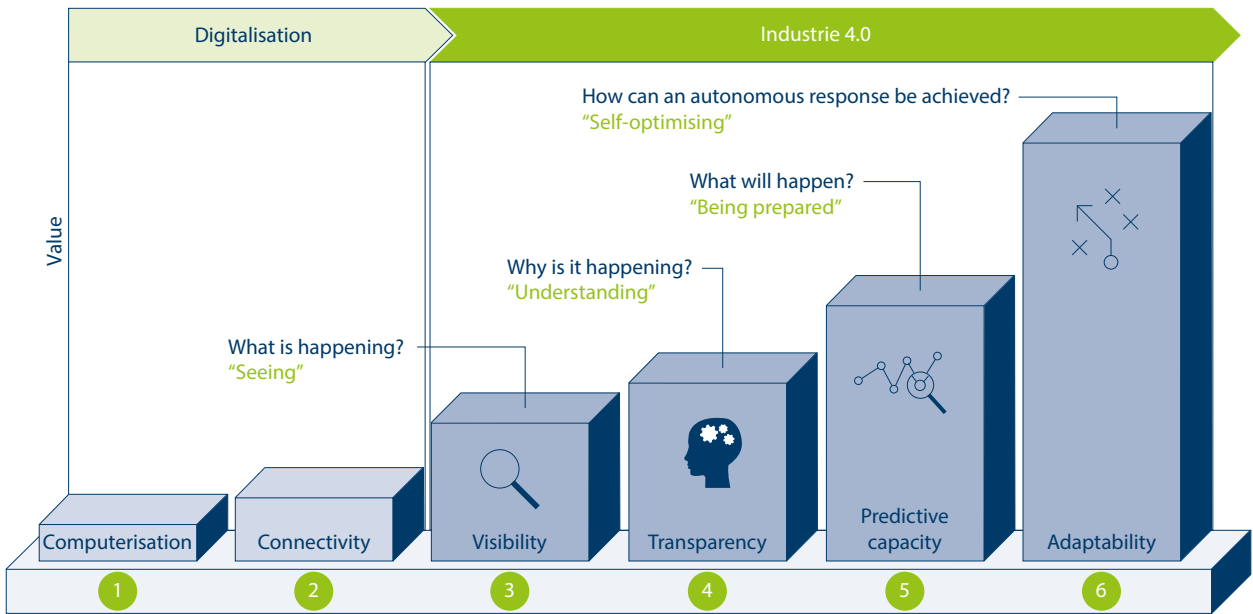 Digitalisation
Industrie 4.0
How can an autonomous response be achieved?
“Self-optimising”
What will happen?
“Being prepared”
Why is it happening?
“Understanding”
What is happening?
“Seeing”
Value
Computerisation
Connectivity
Visibility
Transparency
Predictive
capacity
Adaptability
1
2
3
4
5
6